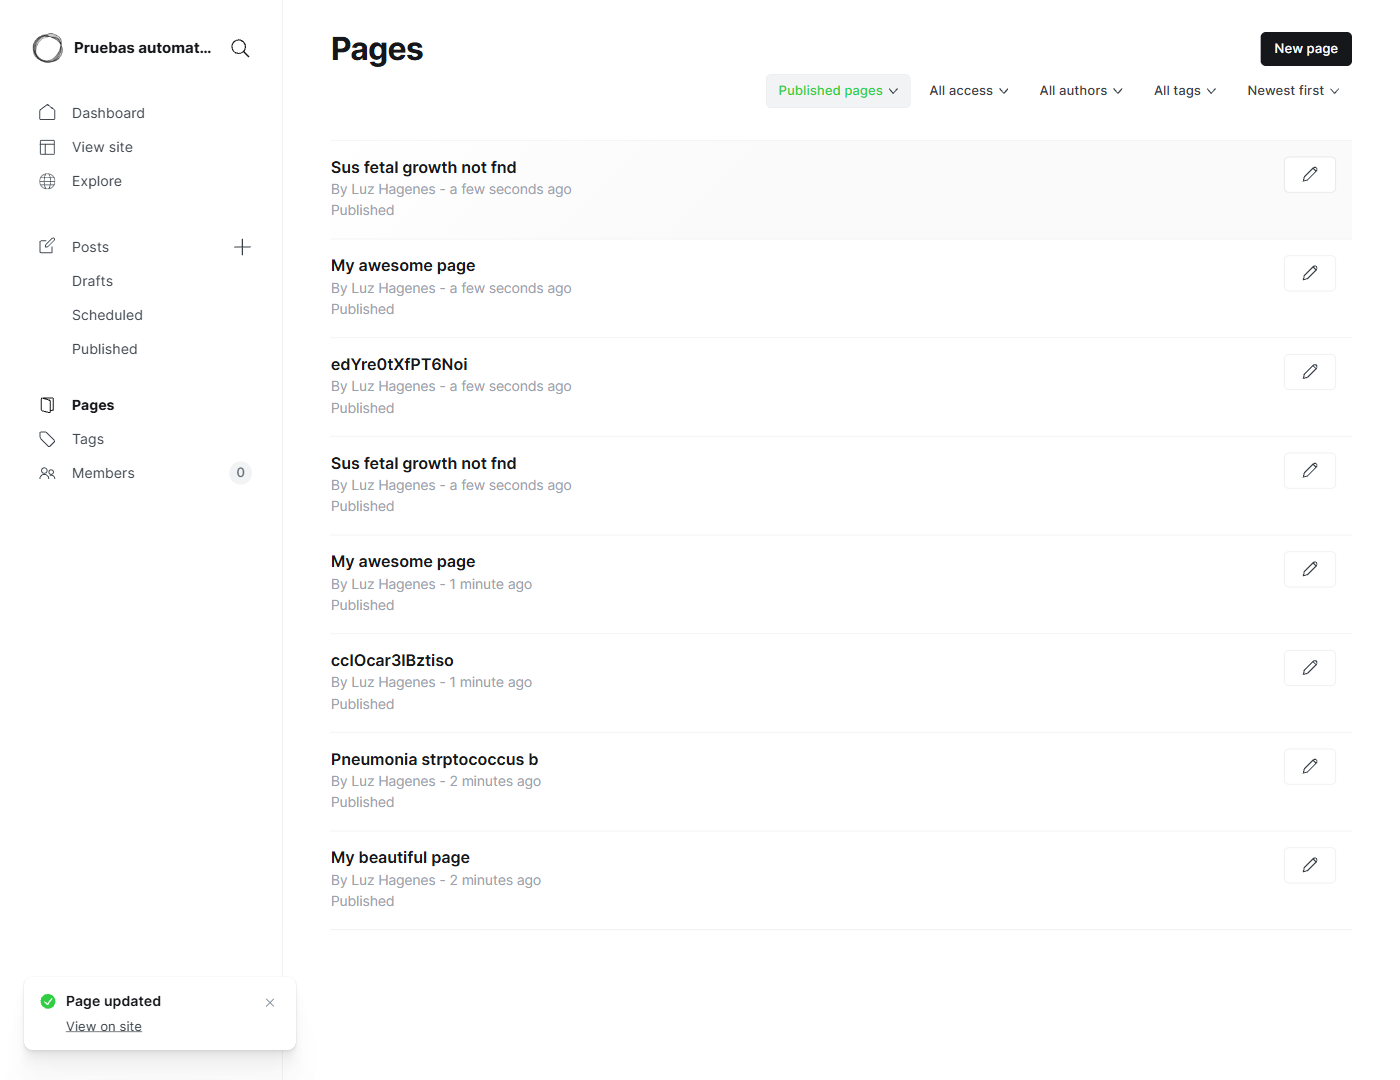 Pruebas automat...
Dashboard
View site
Explore
Posts
Drafts
Scheduled
Published
Pages
Tags
Members 0
Pages
New page
Published pages All access All authors All tags Newest first
Sus fetal growth not fnd
By Luz Hagenes - a few seconds ago
Published
My awesome page
By Luz Hagenes - a few seconds ago
Published
edYre0tXfPT6Noi
By Luz Hagenes - a few seconds ago
Published
Sus fetal growth not fnd
By Luz Hagenes - a few seconds ago
Published
My awesome page
By Luz Hagenes - 1 minute ago
Published
ccIOcar3IBztiso
By Luz Hagenes - 1 minute ago
Published
Pneumonia strptococcus b
By Luz Hagenes - 2 minutes ago
Published
My beautiful page
By Luz Hagenes - 2 minutes ago
Published
Page updated
View on site